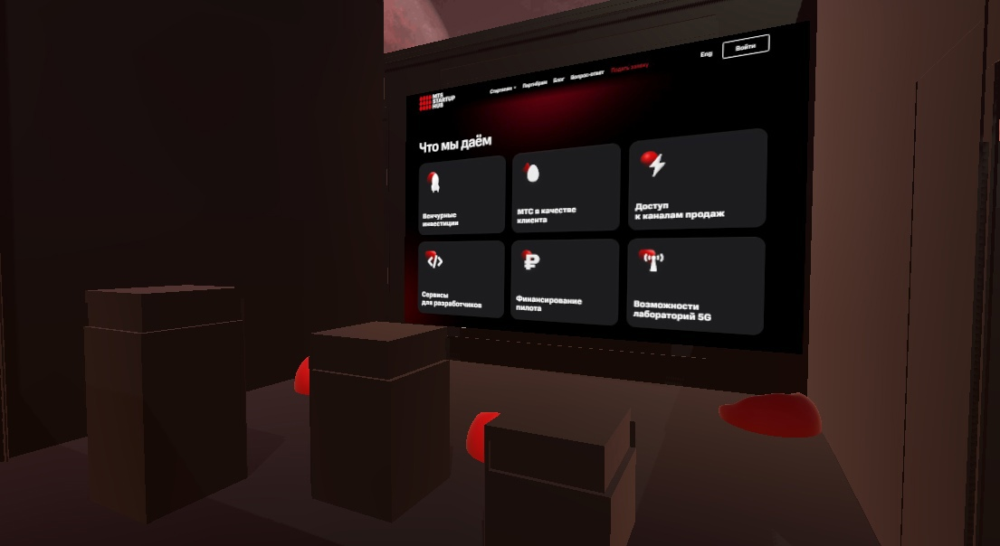 MTS
STARTUP
HUB
Стартапам Партнёрам Блог Вопрос-ответ Подать заявку
Eng
Войти
Что мы даём
Венчурные
инвестиции
МТС в качестве
клиента
Доступ
к каналам продаж
Сервисы
для разработчиков
Финансирование
пилота
Возможности
лабораторий 5G